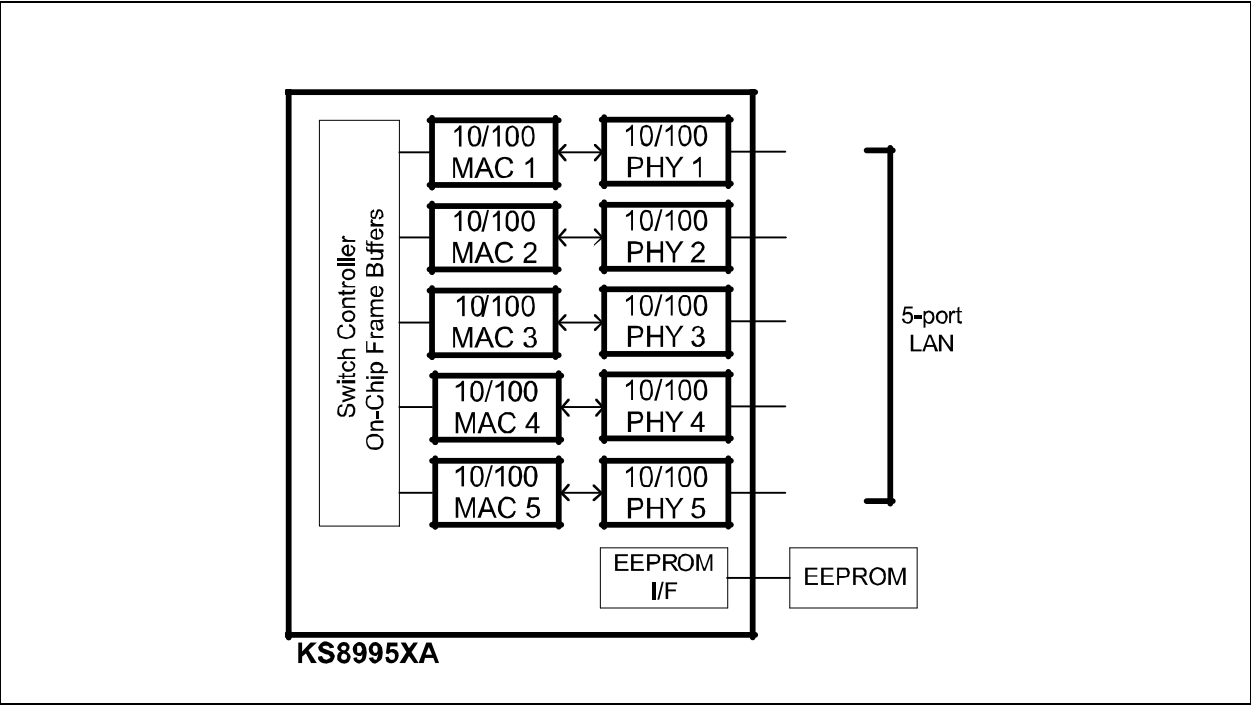 Switch Controller
On-Chip Frame Buffers
10/100
MAC 1
10/100
PHY 1
10/100
MAC 2
10/100
PHY 2
10/100
MAC 3
10/100
PHY 3
10/100
MAC 4
10/100
PHY 4
10/100
MAC 5
10/100
PHY 5
5-port
LAN
EEPROM
I/F
EEPROM
KS8995XA